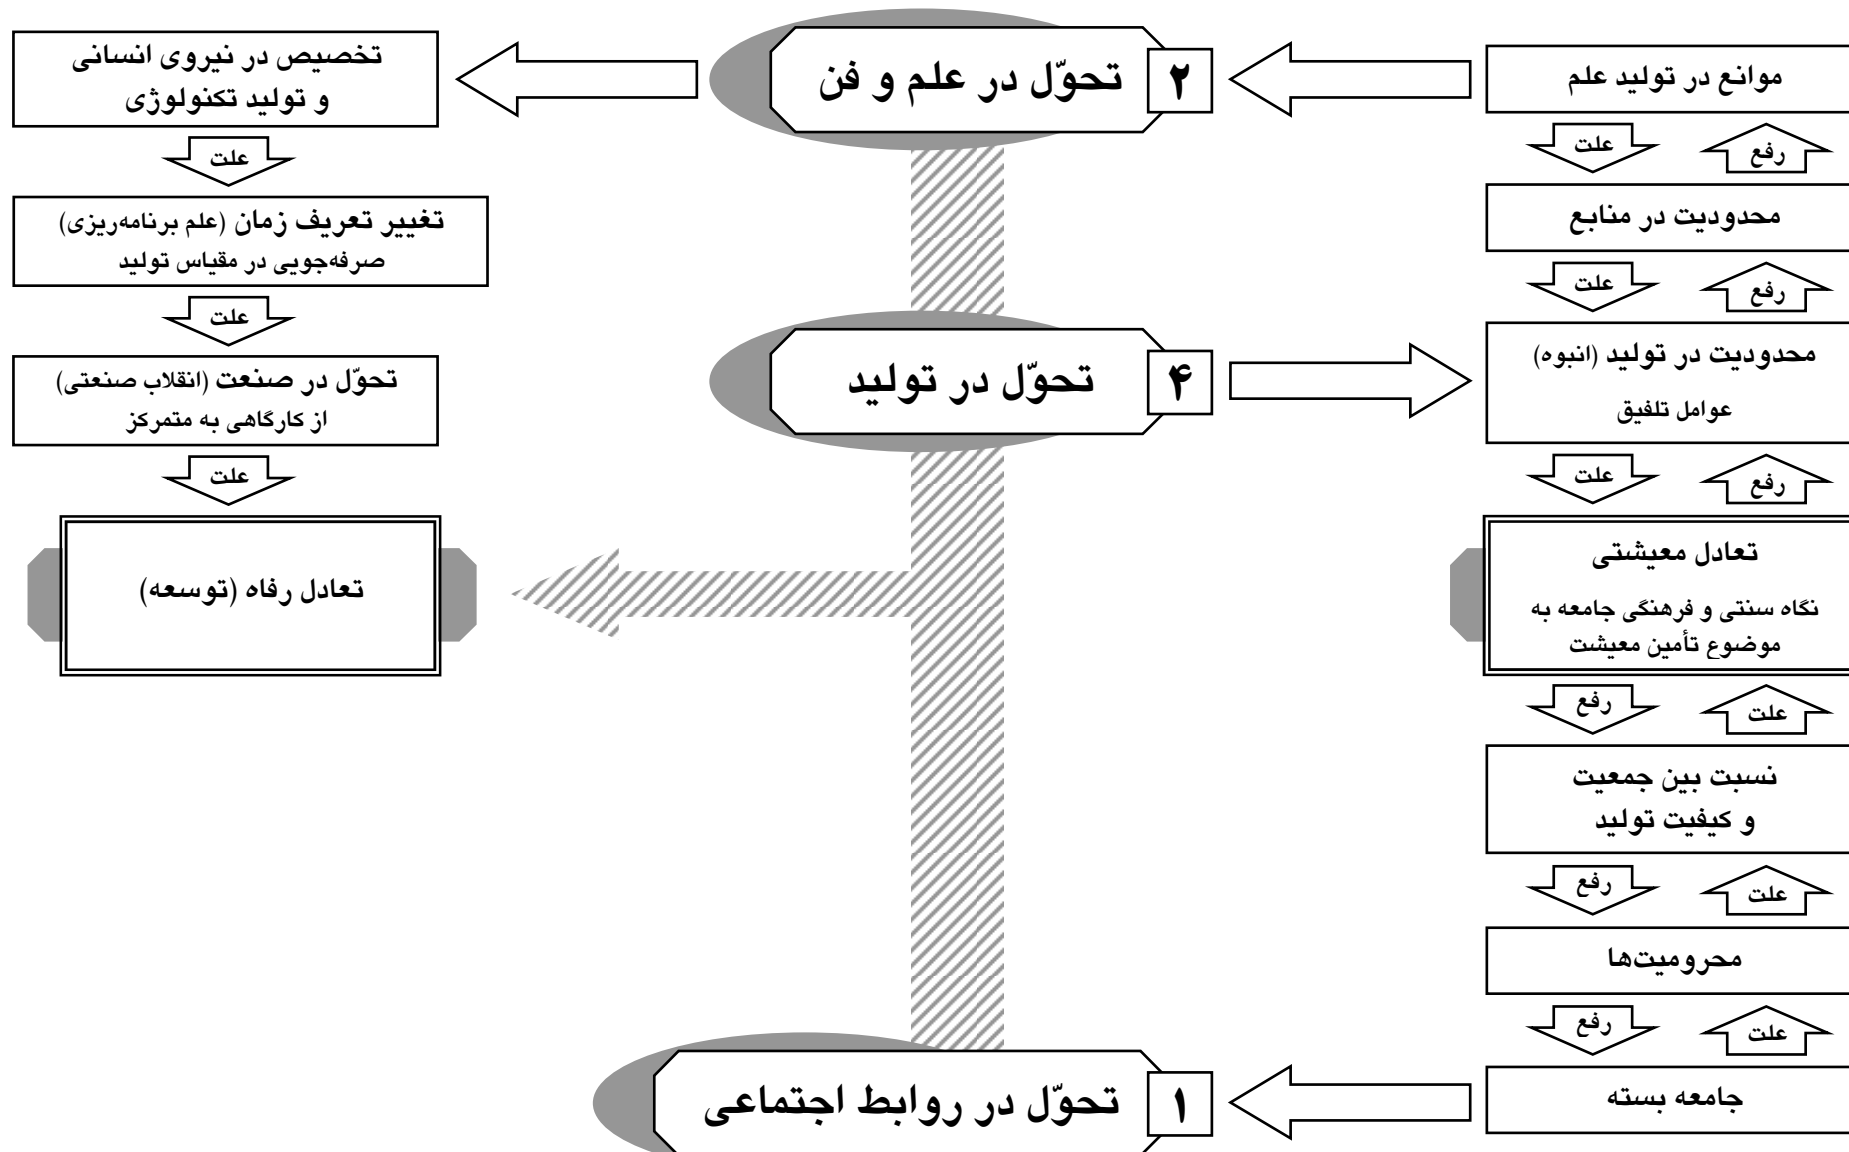 موانع در تولید علم
علت
رفع
محدودیت در منابع
علت
رفع
محدودیت در تولید (انبوه)
عوامل تلفیق
علت
رفع
تعادل معیشتی
نگاه سنتی و فرهنگی جامعه به
موضوع تأمین معیشت
رفع
علت
نسبت بین جمعیت
و کیفیت تولید
رفع
علت
محرومیت‌ها
رفع
علت
جامعه بسته
۲
تحوّل در علم و فن
۴
تحوّل در تولید
۱
تحوّل در روابط اجتماعی
تخصیص در نیروی انسانی
و تولید تکنولوژی
علت
تغییر تعریف زمان (علم برنامه‌ریزی)
صرفه‌جویی در مقیاس تولید
علت
تحوّل در صنعت (انقلاب صنعتی)
از کارگاهی به متمرکز
علت
تعادل رفاه (توسعه)